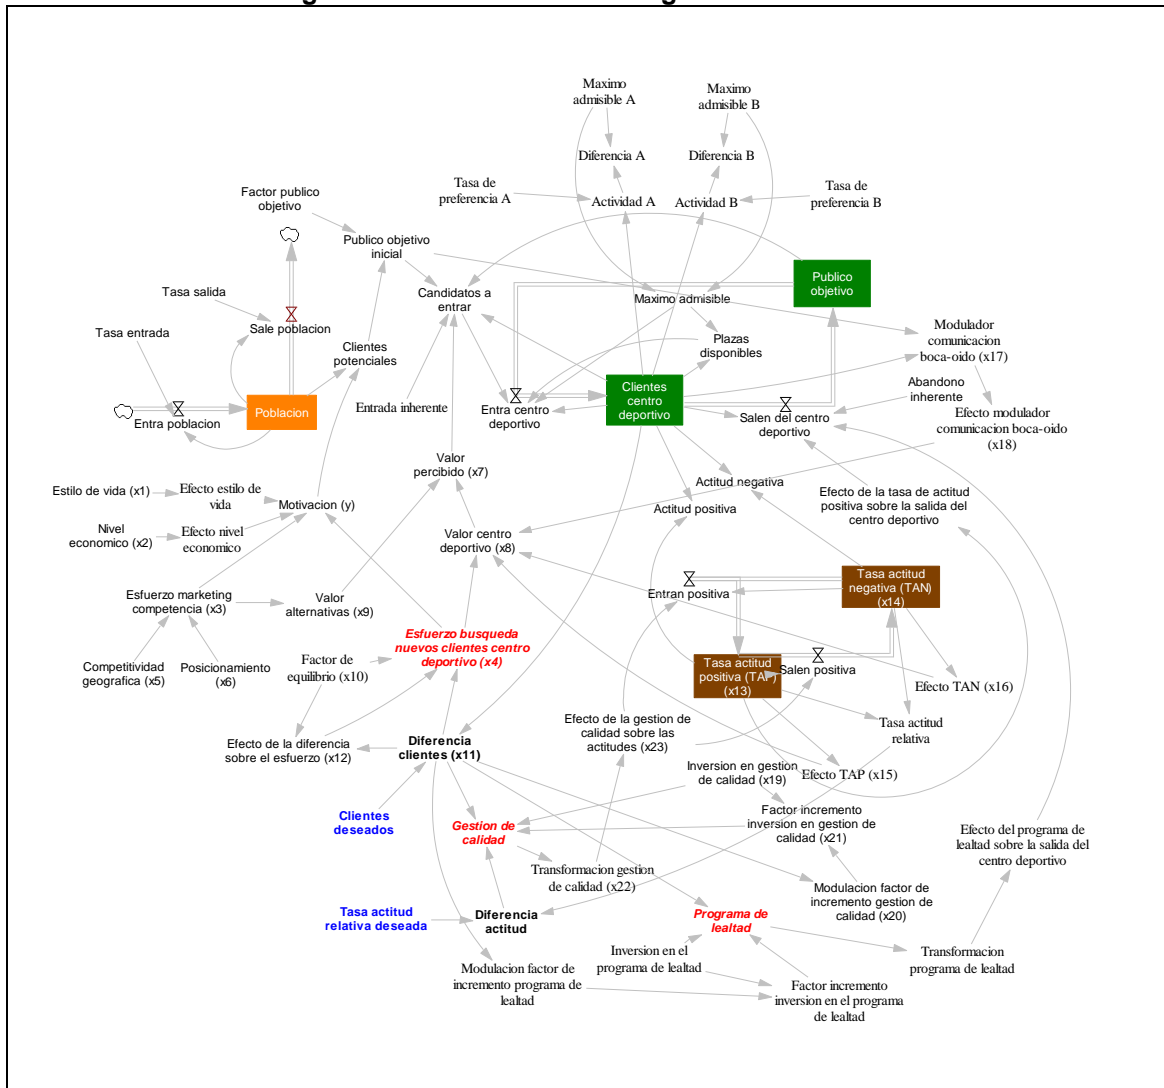 Maximo
admisible A
Maximo
admisible B
Diferencia A
Diferencia B
Tasa de
preferencia A
Actividad A
Actividad B
Tasa de
preferencia B
Factor publico
objetivo
Publico objetivo
inicial
Publico
objetivo
Tasa salida
Candidatos a
entrar
Maximo admisible
Tasa entrada
Sale poblacion
Clientes
potenciales
Plazas
disponibles
Modulador
comunicacion
boca-oido (x17)
Poblacion
Entra poblacion
Entrada inherente
Entra centro
deportivo
Clientes
centro
deportivo
Salen del centro
deportivo
Abandono
inherente
Efecto modulador
comunicacion boca-oido
(x18)
Valor
percibido (x7)
Actitud negativa
Estilo de vida (x1)
Efecto estilo de
vida
Motivacion (y)
Actitud positiva
Efecto de la tasa de actitud
positiva sobre la salida del
centro deportivo
Nivel
economico (x2)
Efecto nivel
economico
Valor centro
deportivo (x8)
Esfuerzo marketing
competencia (x3)
Valor
alternativas (x9)
Entran positiva
Tasa actitud
negativa (TAN)
(x14)
Esfuerzo busqueda
nuevos clientes centro
deportivo (x4)
Competitividad
geografica (x5)
Posicionamiento
(x6)
Factor de
equilibrio (x10)
Tasa actitud
positiva (TAP)
(x13)
Salen positiva
Efecto TAN (x16)
Efecto de la diferencia
sobre el esfuerzo (x12)
Diferencia
clientes (x11)
Efecto de la gestion de
calidad sobre las
actitudes (x23)
Tasa actitud
relativa
Inversion en gestion
de calidad (x19)
Efecto TAP (x15)
Clientes
deseados
Gestion de
calidad
Factor incremento
inversion en gestion de
calidad (x21)
Efecto del programa de
lealtad sobre la salida del
centro deportivo
Transformacion gestion
de calidad (x22)
Modulacion factor de
incremento gestion de
calidad (x20)
Tasa actitud
relativa deseada
Diferencia
actitud
Programa de
lealtad
Modulacion factor de
incremento programa de
lealtad
Inversion en el
programa de lealtad
Factor incremento
inversion en el programa
de lealtad
Transformacion
programa de lealtad